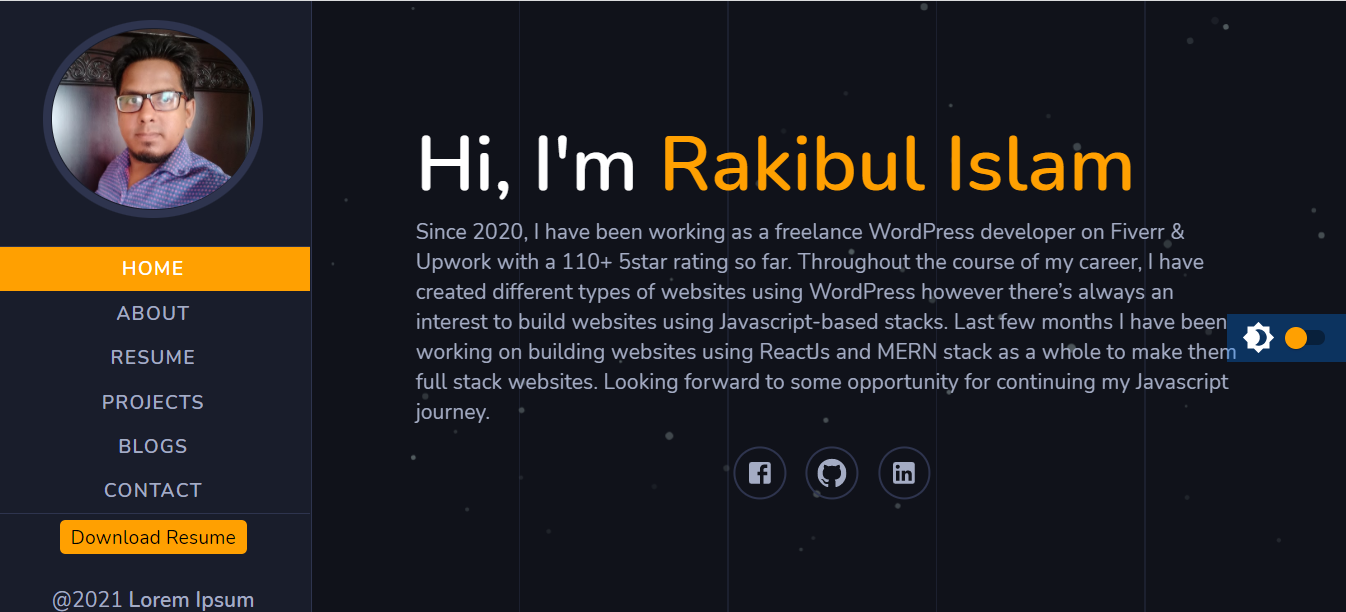 HOME
ABOUT
RESUME
PROJECTS
BLOGS
CONTACT
Download Resume
@2021 Lorem Ipsum
Hi, I'm Rakibul Islam
Since 2020, I have been working as a freelance WordPress developer on Fiverr &
Upwork with a 110+ 5star rating so far. Throughout the course of my career, I have
created different types of websites using WordPress however there’s always an
interest to build websites using Javascript-based stacks. Last few months I have been
working on building websites using ReactJs and MERN stack as a whole to make them
full stack websites. Looking forward to some opportunity for continuing my Javascript
journey.